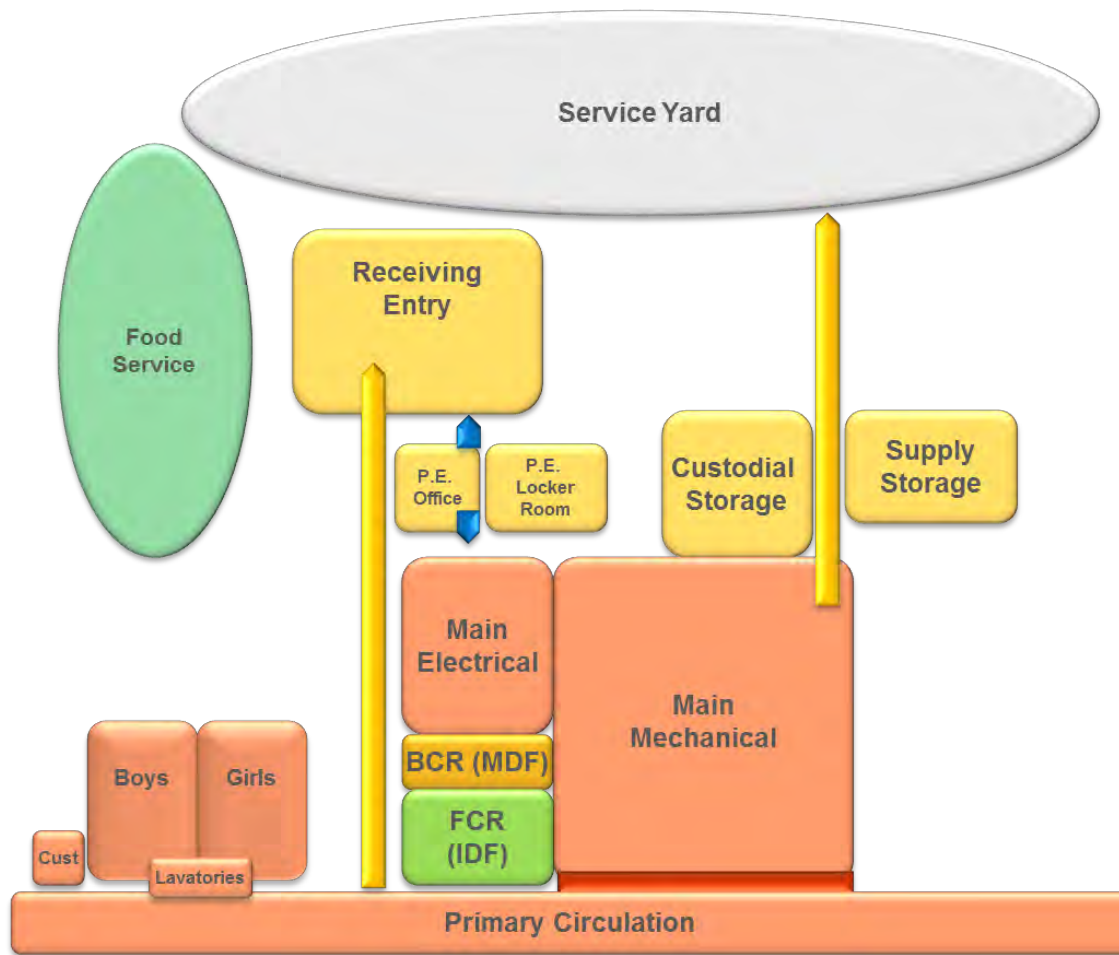 Service Yard
Receiving
Entry
Food
Service
P.E.
Office
P.E.
Locker
Room
Custodial
Storage
Supply
Storage
Main
Electrical
Main
Mechanical
BCR (MDF)
Boys
Girls
FCR
(IDF)
Cust
Lavatories
Primary Circulation